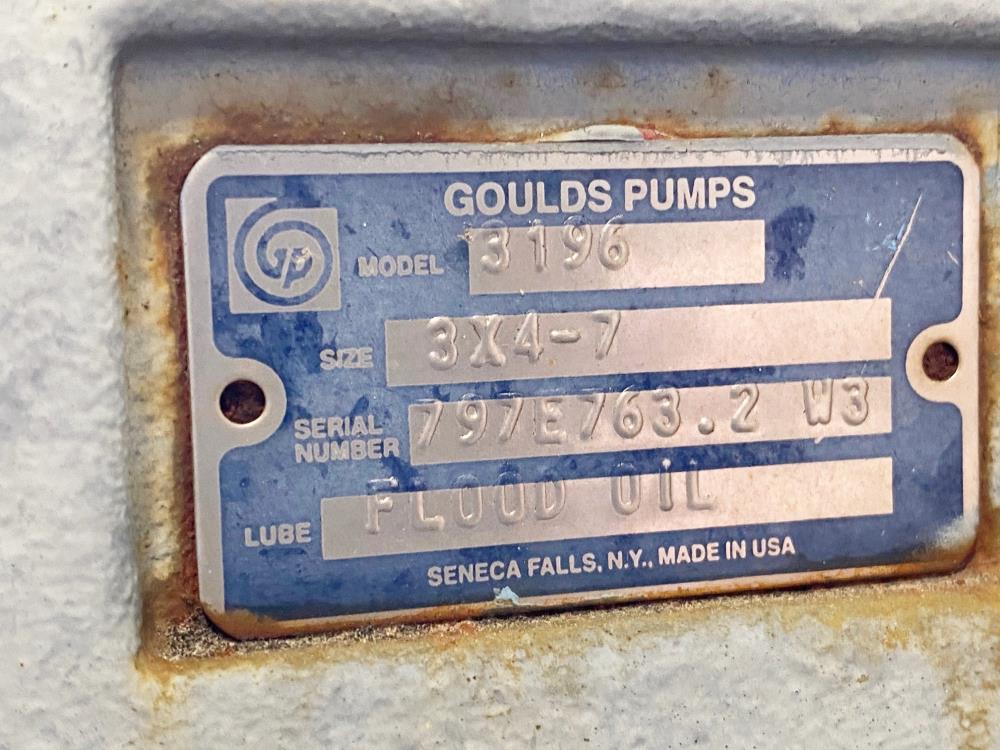 GOULDS PUMPS
MODEL 3196
SIZE 3X4-7
SERIAL NUMBER 797E763.2 W3
LUBE FLOOD OIL
SENECA FALLS, N.Y., MADE IN USA